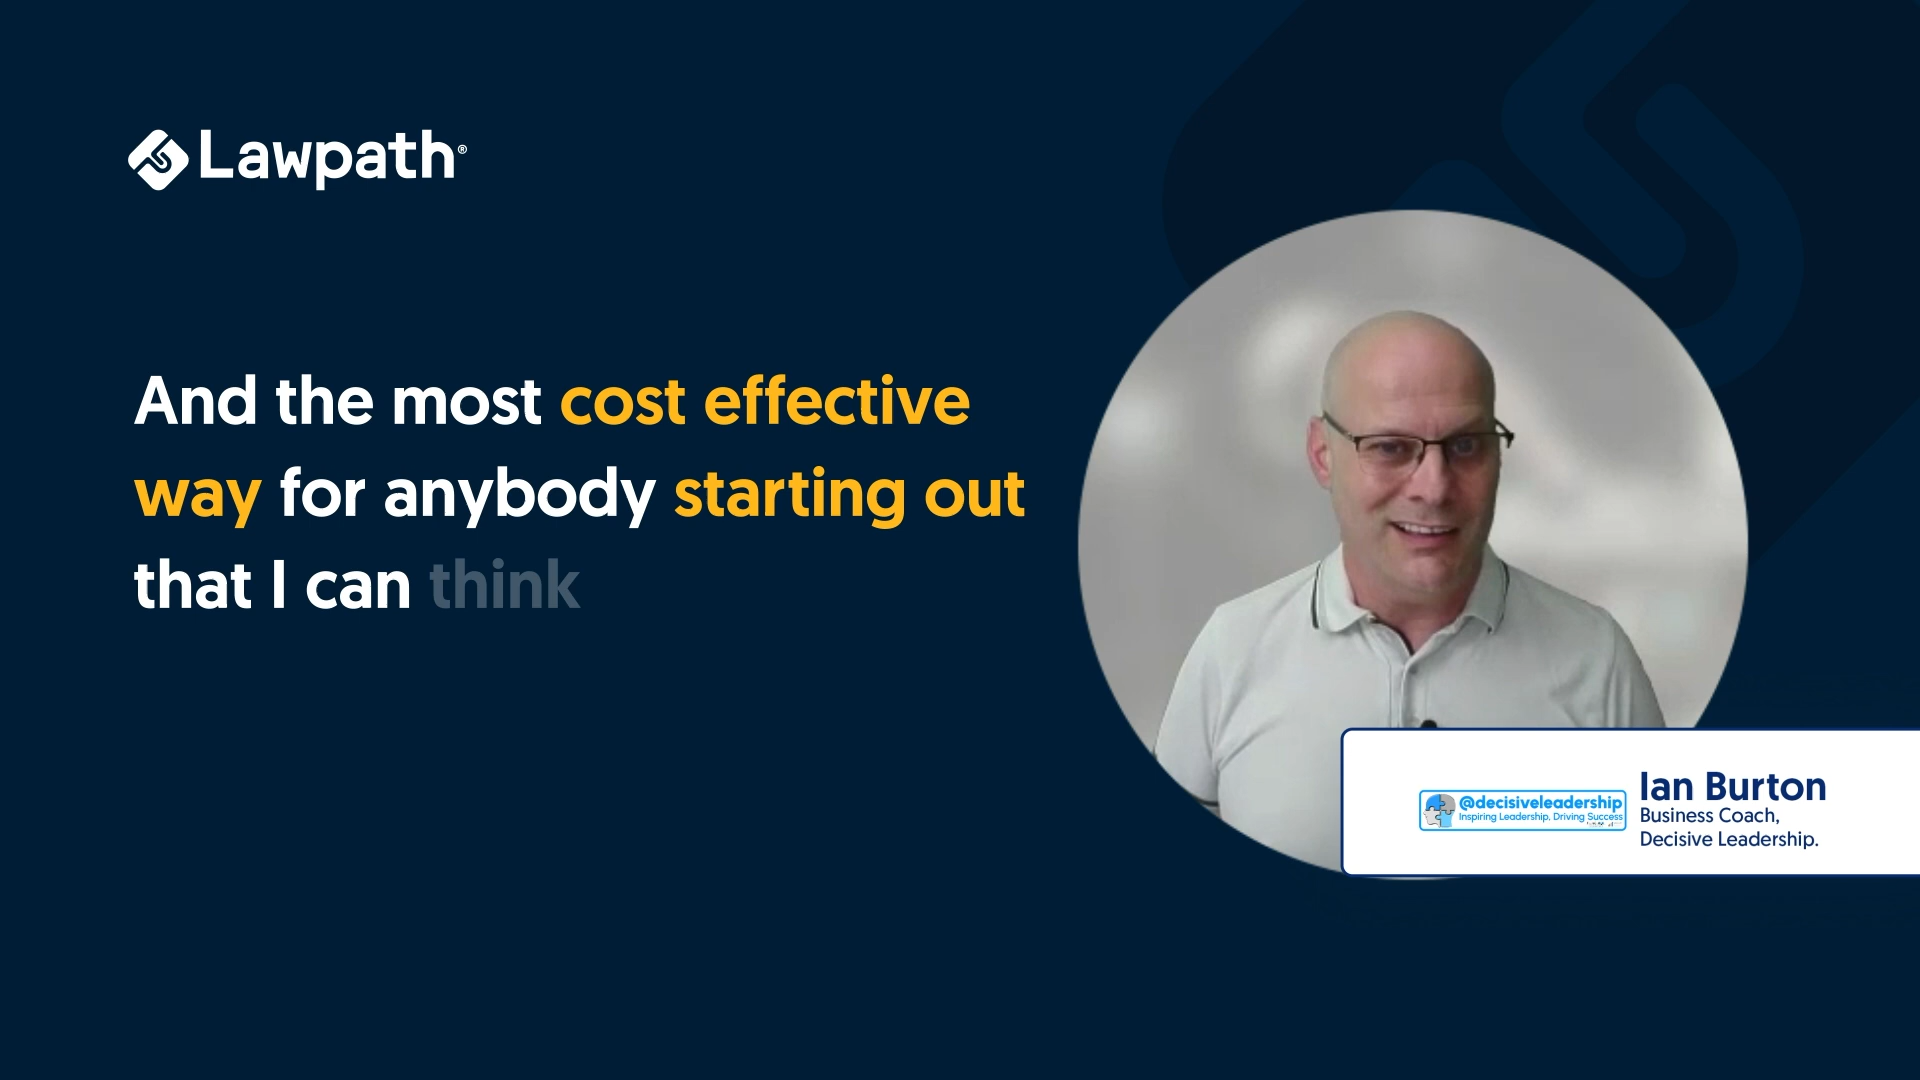 Lawpath®
And the most cost effective
way for anybody starting out
that I can think
@decisiveleadership
Inspiring Leadership, Driving Success
Ian Burton
Business Coach,
Decisive Leadership.